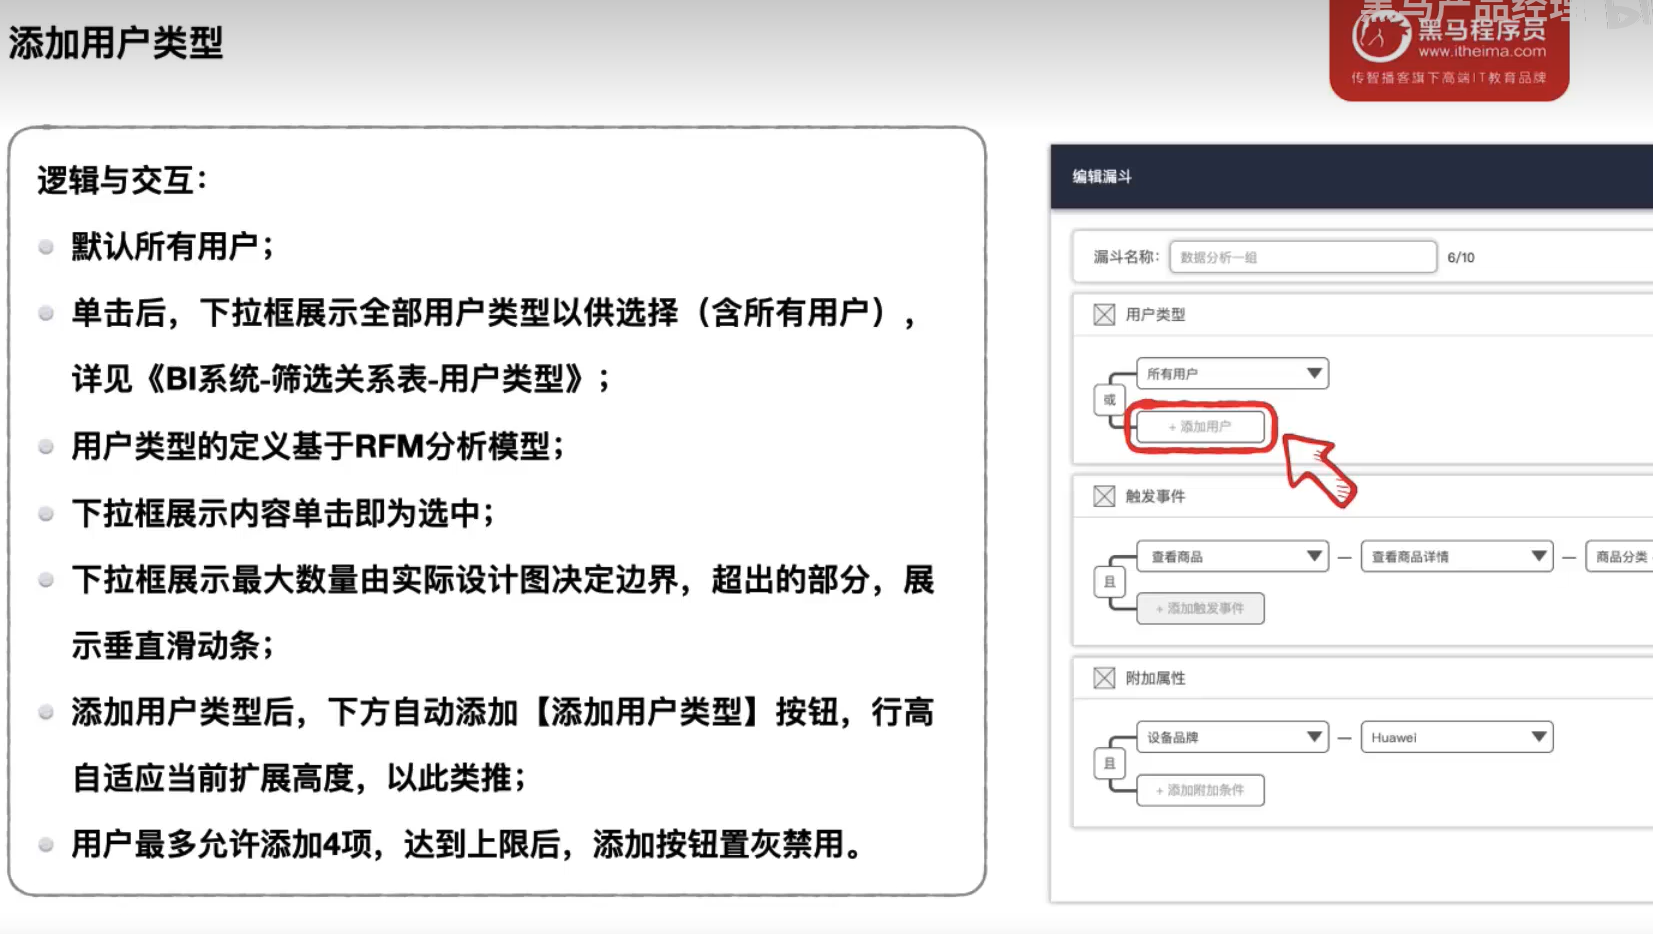 添加用户类型
黑马产品经理
黑马程序员
www.itheima.com
传智播客旗下高端IT教育品牌
逻辑与交互：
默认所有用户；
单击后，下拉框展示全部用户类型以供选择（含所有用户），
详见《BI系统-筛选关系表-用户类型》；
用户类型的定义基于RFM分析模型；
下拉框展示内容单击即为选中；
下拉框展示最大数量由实际设计图决定边界，超出的部分，展
示垂直滑动条；
添加用户类型后，下方自动添加【添加用户类型】按钮，行高
自适应当前扩展高度，以此类推；
用户最多允许添加4项，达到上限后，添加按钮置灰禁用。
编辑漏斗
漏斗名称： 数据分析一组 6/10
用户类型
所有用户
或
+ 添加用户
触发事件
查看商品 — 查看商品详情 — 商品分类
且
+ 添加触发事件
附加属性
设备品牌 — Huawei
且
+ 添加附加条件